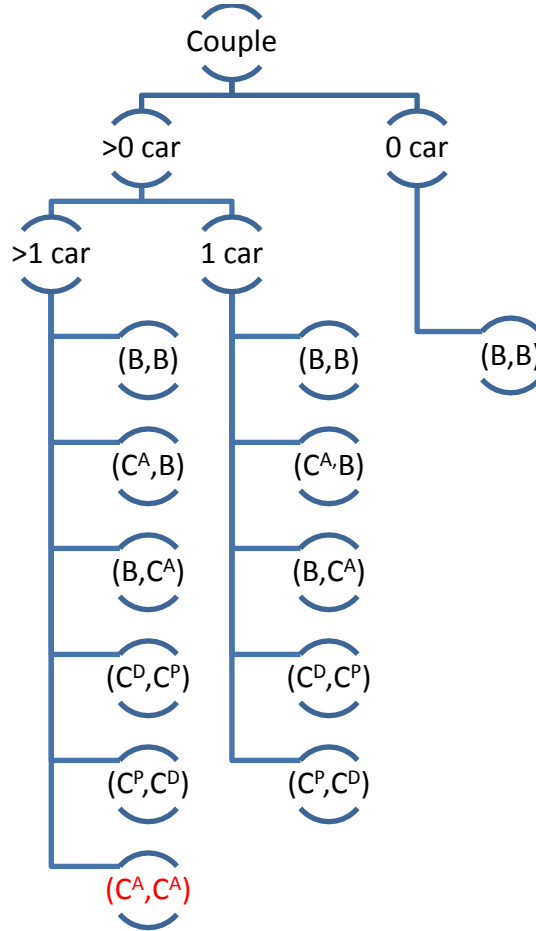 Couple
>0 car
0 car
>1 car
1 car
(B,B)
(B,B)
(B,B)
(Cᴬ,B)
(Cᴬ,B)
(B,Cᴬ)
(B,Cᴬ)
(Cᴰ,Cᴾ)
(Cᴰ,Cᴾ)
(Cᴾ,Cᴰ)
(Cᴾ,Cᴰ)
(Cᴬ,Cᴬ)